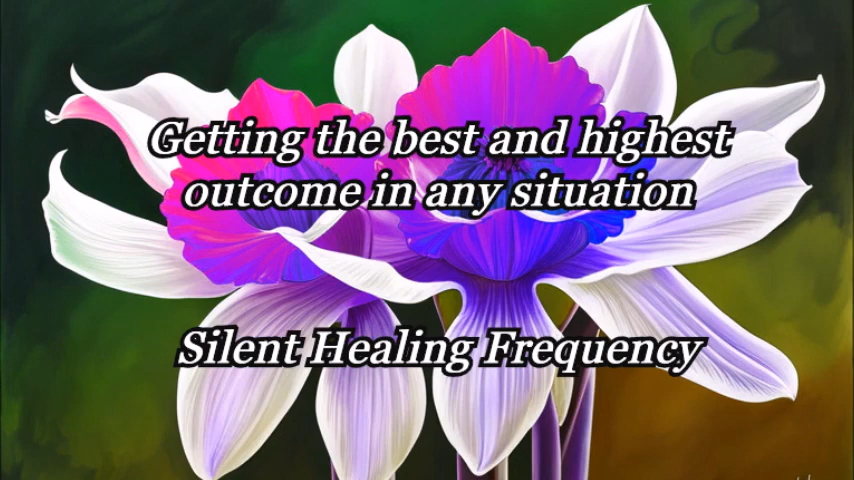 Getting the best and highest
outcome in any situation
Silent Healing Frequency